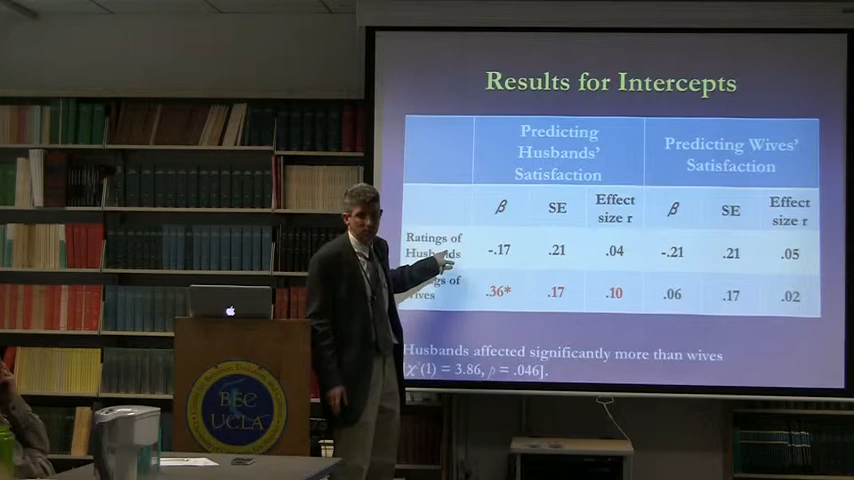 Results for Intercepts
Predicting
Husbands'
Satisfaction
Predicting Wives'
Satisfaction
β SE Effect
size r
β SE Effect
size r
Ratings of
Husbands
-.17 .21 .04 -.21 .21 .05
of
Wives
.36* .17 .10 .06 .17 .02
Husbands affected significantly more than wives
[χ²(1) = 3.86, p = .046].
BEC
UCLA